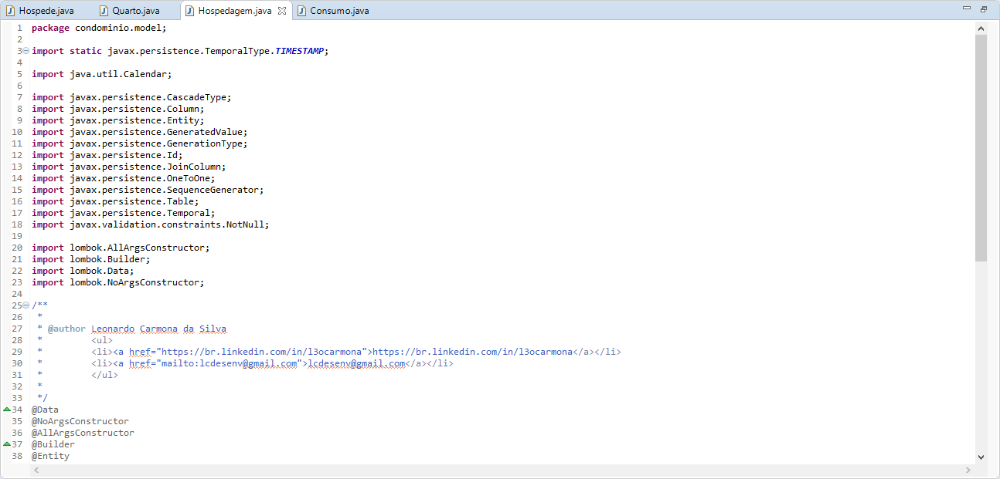 Hospede.java Quarto.java Hospedagem.java Consumo.java
1 package condominio.model;
2
3 import static javax.persistence.TemporalType.TIMESTAMP;
4
5 import java.util.Calendar;
6
7 import javax.persistence.CascadeType;
8 import javax.persistence.Column;
9 import javax.persistence.Entity;
10 import javax.persistence.GeneratedValue;
11 import javax.persistence.GenerationType;
12 import javax.persistence.Id;
13 import javax.persistence.JoinColumn;
14 import javax.persistence.OneToOne;
15 import javax.persistence.SequenceGenerator;
16 import javax.persistence.Table;
17 import javax.persistence.Temporal;
18 import javax.validation.constraints.NotNull;
19
20 import lombok.AllArgsConstructor;
21 import lombok.Builder;
22 import lombok.Data;
23 import lombok.NoArgsConstructor;
24
25 /**
26  *
27  * @author Leonardo Carmona da Silva
28  *         <ul>
29  *         <li><a href="https://br.linkedin.com/in/l3ocarmona">https://br.linkedin.com/in/l3ocarmona</a></li>
30  *         <li><a href="mailto:lcdesenv@gmail.com">lcdesenv@gmail.com</a></li>
31  *         </ul>
32  *
33  */
34 @Data
35 @NoArgsConstructor
36 @AllArgsConstructor
37 @Builder
38 @Entity